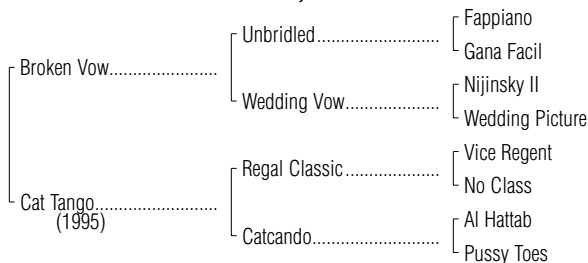 Fappiano
Unbridled
Gana Facil
Broken Vow
Nijinsky II
Wedding Vow
Wedding Picture
Vice Regent
Regal Classic
No Class
Cat Tango
(1995)
Al Hattab
Catcando
Pussy Toes